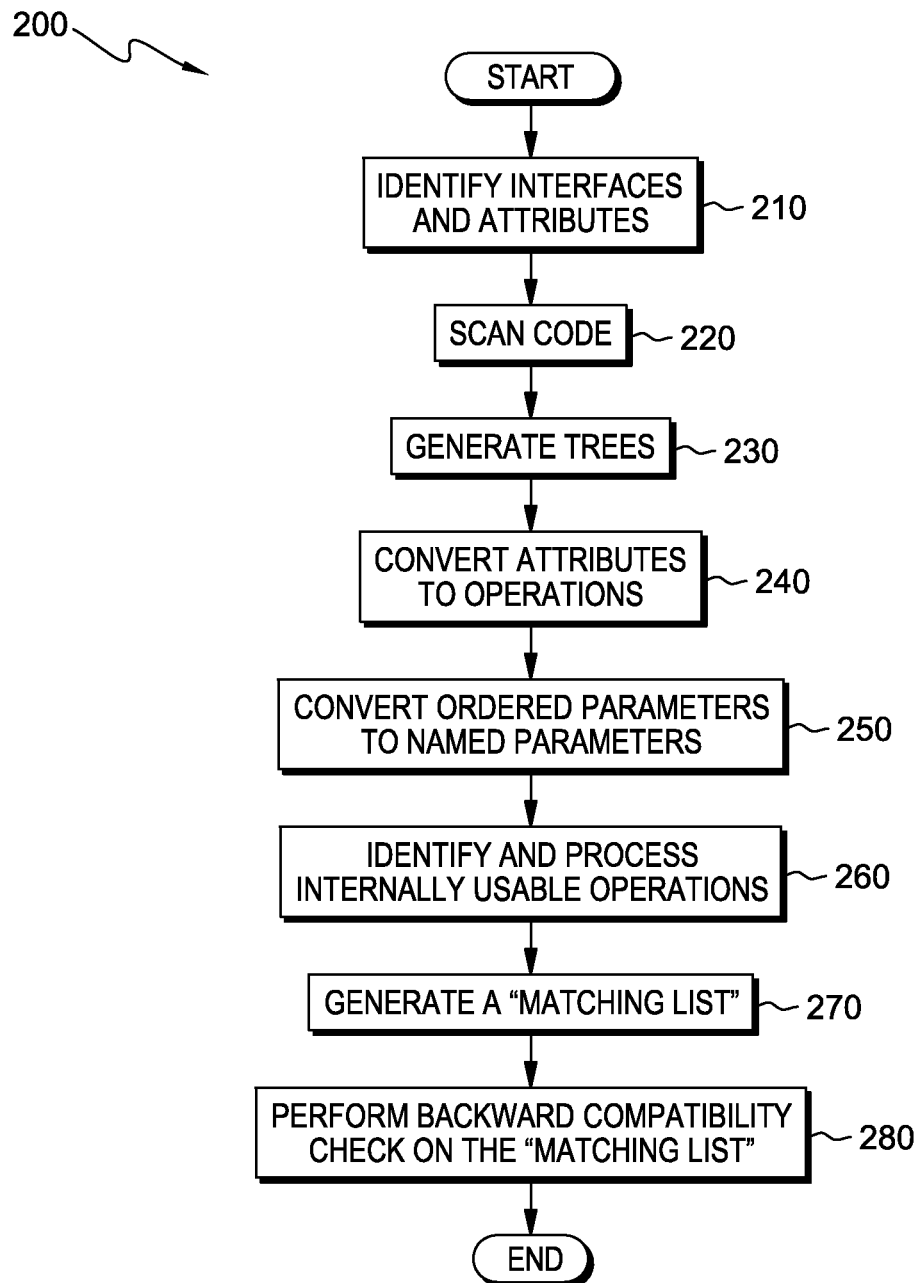 200
START
IDENTIFY INTERFACES
AND ATTRIBUTES
210
SCAN CODE
220
GENERATE TREES
230
CONVERT ATTRIBUTES
TO OPERATIONS
240
CONVERT ORDERED PARAMETERS
TO NAMED PARAMETERS
250
IDENTIFY AND PROCESS
INTERNALLY USABLE OPERATIONS
260
GENERATE A “MATCHING LIST”
270
PERFORM BACKWARD COMPATIBILITY
CHECK ON THE “MATCHING LIST”
280
END